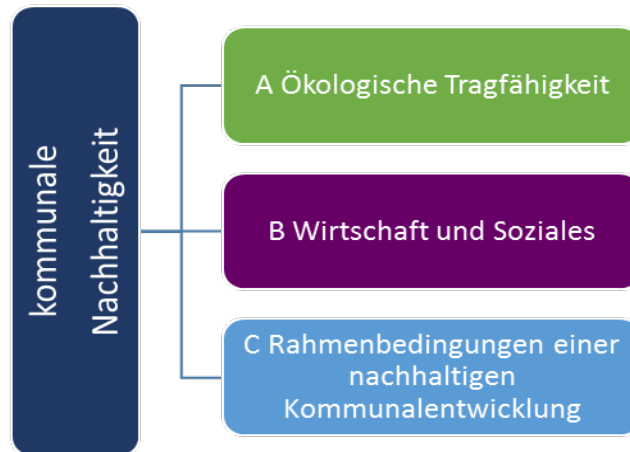 kommunale
Nachhaltigkeit
A Ökologische Tragfähigkeit
B Wirtschaft und Soziales
C Rahmenbedingungen einer
nachhaltigen
Kommunalentwicklung